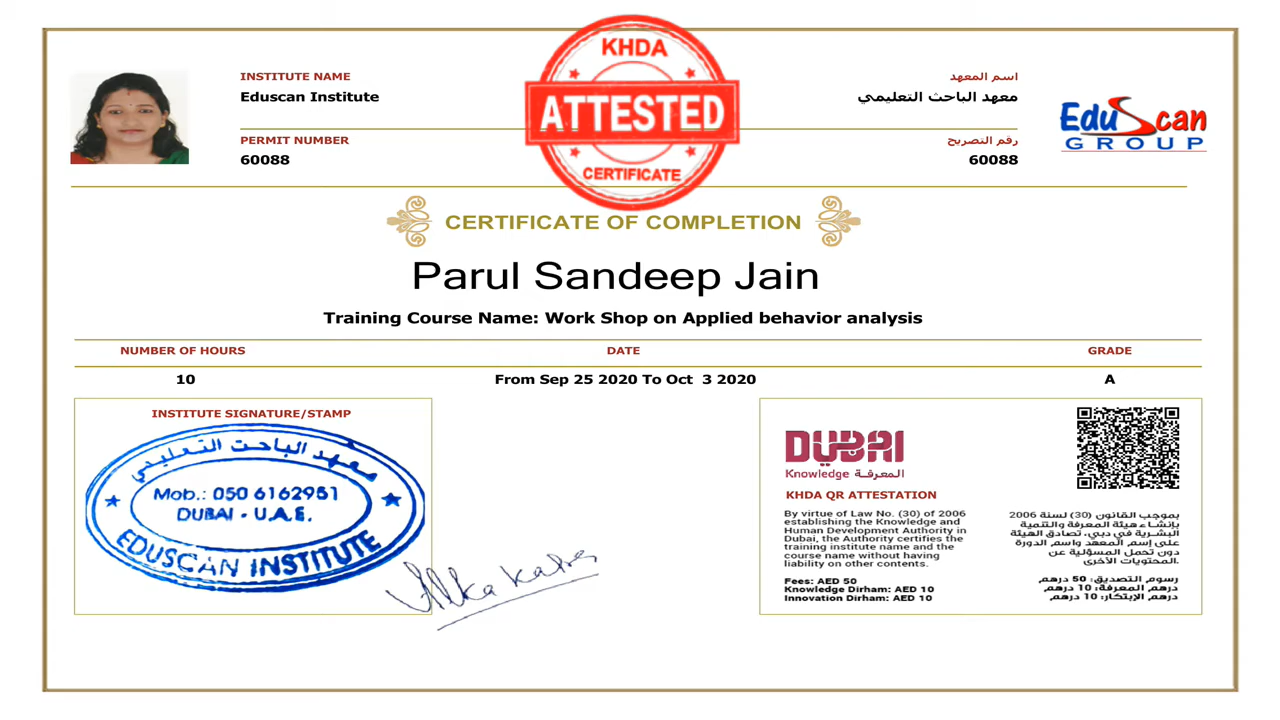 KHDA
ATTESTED
CERTIFICATE
INSTITUTE NAME
Eduscan Institute
PERMIT NUMBER
60088
اسم المعهد
معهد الباحث التعليمي
رقم التصريح
60088
EduScan
GROUP
CERTIFICATE OF COMPLETION
Parul Sandeep Jain
Training Course Name: Work Shop on Applied behavior analysis
NUMBER OF HOURS DATE GRADE
10 From Sep 25 2020 To Oct 3 2020 A
INSTITUTE SIGNATURE/STAMP
معهد الباحث التعليمي
Mob.: 050 6162951
DUBAI - U.A.E.
EDUSCAN INSTITUTE
DUBAI
Knowledge المعرفة
KHDA QR ATTESTATION
By virtue of Law No. (30) of 2006
establishing the Knowledge and
Human Development Authority in
Dubai, the Authority certifies the
training institute name and the
course name without having
liability on other contents.
Fees: AED 50
Knowledge Dirham: AED 10
Innovation Dirham: AED 10
بموجب القانون (30) لسنة 2006
بإنشاء هيئة المعرفة والتنمية
البشرية في دبي، تصادق الهيئة
على إسم المعهد واسم الدورة
دون تحمل المسؤلية عن
المحتويات الأخرى.
رسوم التصديق: 50 درهم
درهم المعرفة: 10 درهم
درهم الإبتكار: 10 درهم